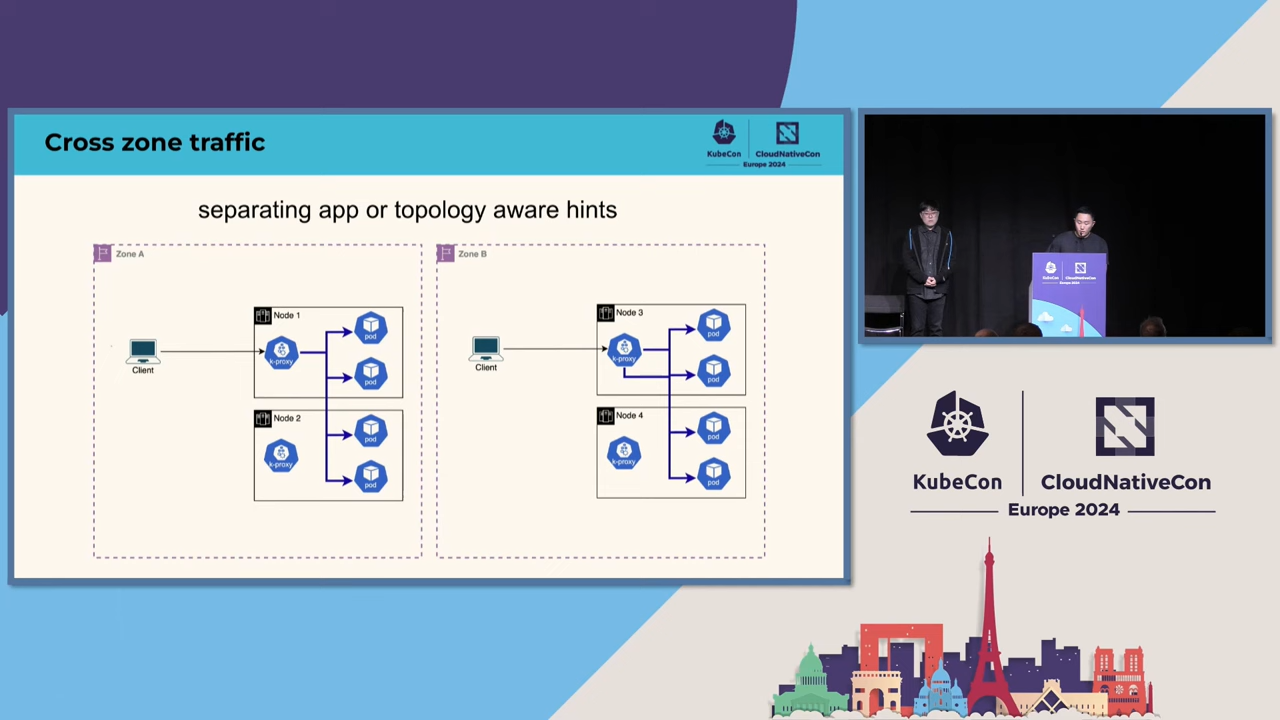 Cross zone traffic
KubeCon
CloudNativeCon
Europe 2024
separating app or topology aware hints
Zone A
Zone B
Client
Node 1
k-proxy
pod
pod
Node 2
k-proxy
pod
pod
Client
Node 3
k-proxy
pod
pod
Node 4
k-proxy
pod
pod
KubeCon
CloudNativeCon
Europe 2024